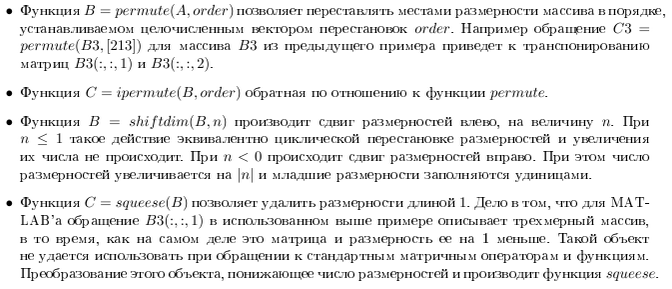 • Функция B = permute(A, order) позволяет переставлять местами размерности массива в порядке,
устанавливаемом целочисленным вектором перестановок order. Например обращение C3 =
permute(B3, [213]) для массива B3 из предыдущего примера приведет к транспонированию
матриц B3(:, :, 1) и B3(:, :, 2).
• Функция C = ipermute(B, order) обратная по отношению к функции permute.
• Функция B = shiftdim(B, n) производит сдвиг размерностей влево, на величину n. При
n ≤ 1 такое действие эквивалентно циклической перестановке размерностей и увеличения
их числа не происходит. При n < 0 происходит сдвиг размерностей вправо. При этом число
размерностей увеличивается на |n| и младшие размерности заполняются удиницами.
• Функция C = squeese(B) позволяет удалить размерности длиной 1. Дело в том, что для MAT-
LAB'а обращение B3(:, :, 1) в использованном выше примере описывает трехмерный массив,
в то время, как на самом деле это матрица и размерность ее на 1 меньше. Такой объект
не удается использовать при обращении к стандартным матричным операторам и функциям.
Преобразование этого объекта, понижающее число размерностей и производит функция squeese.